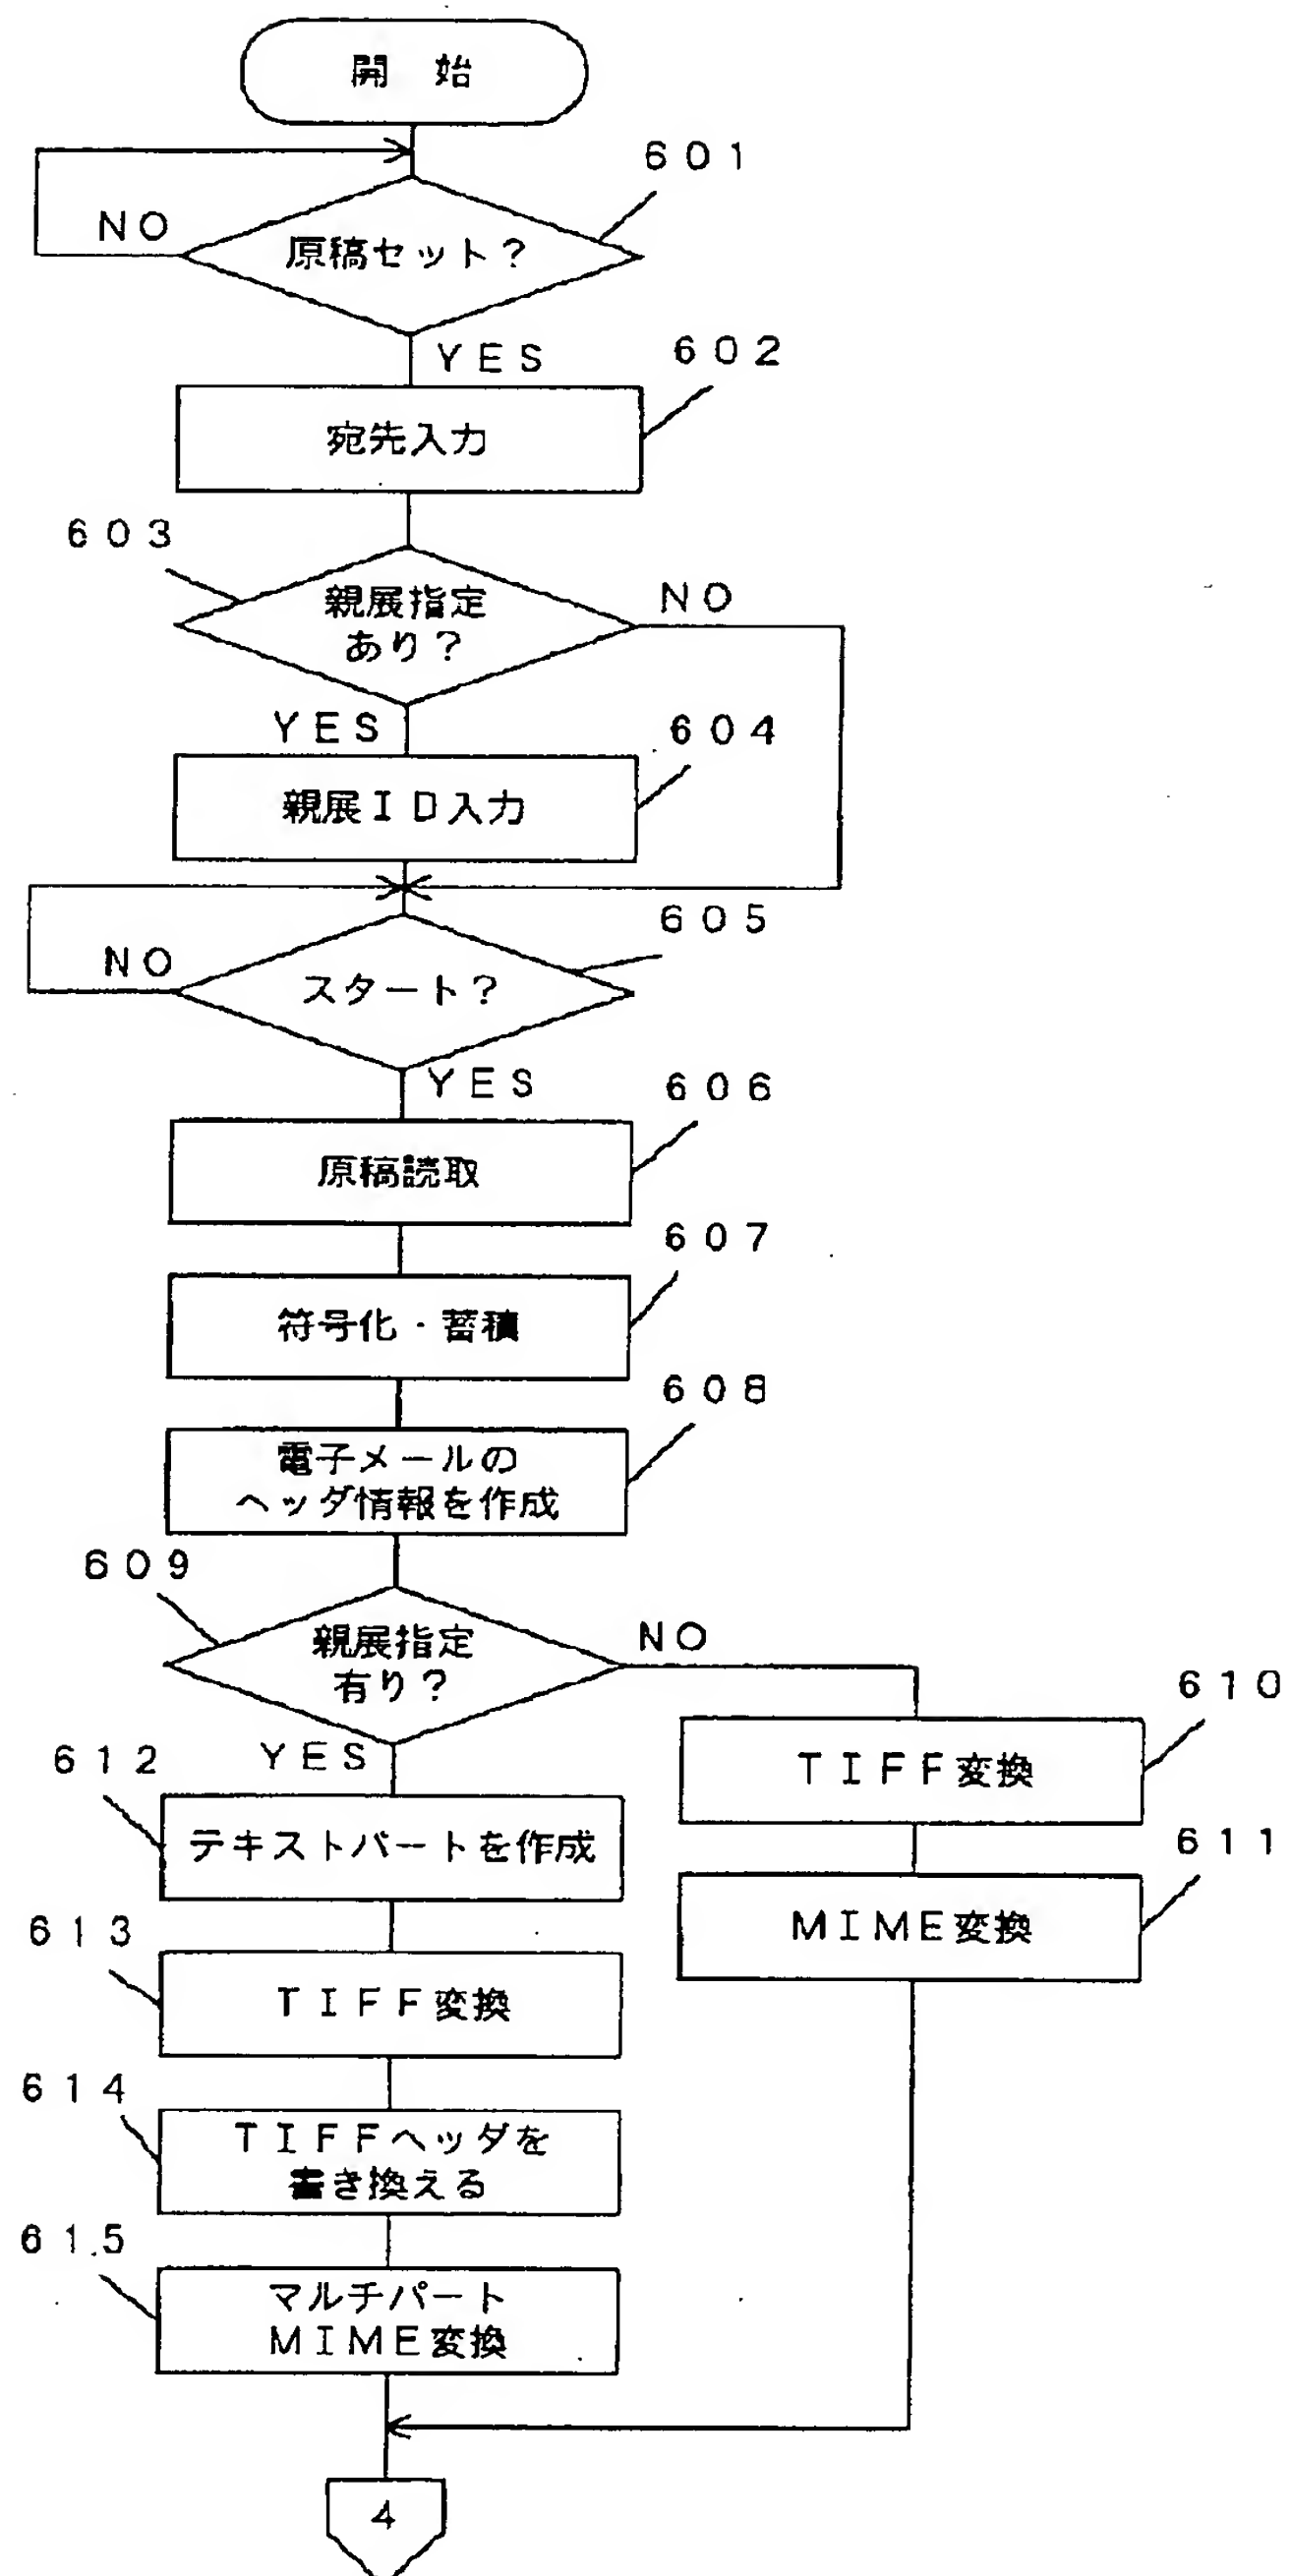 開 始
601
NO
原稿セット?
YES
602
宛先入力
603
親展指定
あり?
NO
YES
604
親展ID入力
605
NO
スタート?
YES
606
原稿読取
607
符号化・蓄積
608
電子メールの
ヘッダ情報を作成
609
親展指定
有り?
NO
610
YES
TIFF変換
612
テキストパートを作成
611
MIME変換
613
TIFF変換
614
TIFFヘッダを
書き換える
615
マルチパート
MIME変換
4